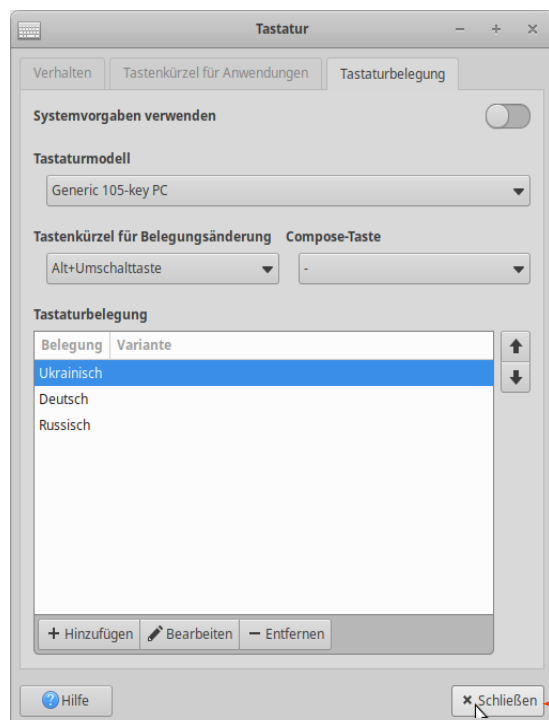 Tastatur
Verhalten Tastenkürzel für Anwendungen Tastaturbelegung
Systemvorgaben verwenden
Tastaturmodell
Generic 105-key PC
Tastenkürzel für Belegungsänderung Compose-Taste
Alt+Umschalttaste -
Tastaturbelegung
Belegung Variante
Ukrainisch
Deutsch
Russisch
Hinzufügen Bearbeiten Entfernen
Hilfe Schließen